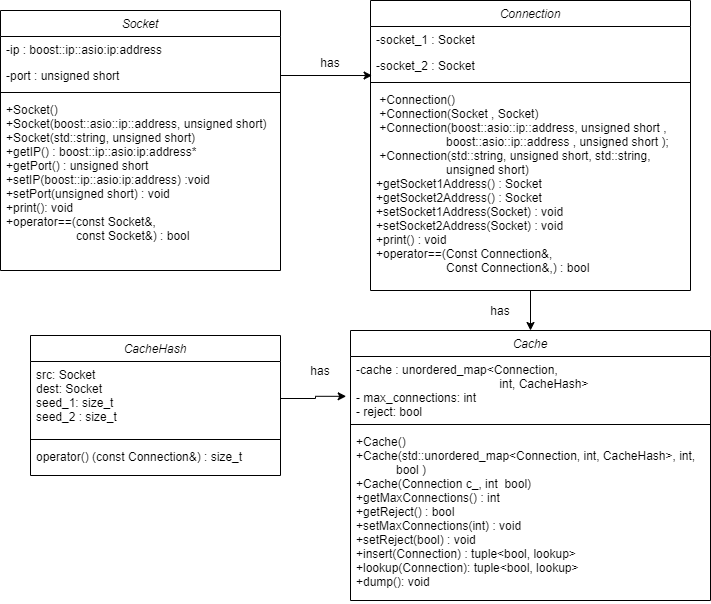 Socket
-ip : boost::ip::asio:ip:address
-port : unsigned short
+Socket()
+Socket(boost::asio::ip::address, unsigned short)
+Socket(std::string, unsigned short)
+getIP() : boost::ip::asio:ip:address*
+getPort() : unsigned short
+setIP(boost::ip::asio:ip:address) :void
+setPort(unsigned short) : void
+print(): void
+operator==(const Socket&,
const Socket&) : bool
has
Connection
-socket_1 : Socket
-socket_2 : Socket
+Connection()
+Connection(Socket , Socket)
+Connection(boost::asio::ip::address, unsigned short ,
boost::asio::ip::address , unsigned short );
+Connection(std::string, unsigned short, std::string,
unsigned short)
+getSocket1Address() : Socket
+getSocket2Address() : Socket
+setSocket1Address(Socket) : void
+setSocket2Address(Socket) : void
+print() : void
+operator==(Const Connection&,
Const Connection&,) : bool
has
CacheHash
src: Socket
dest: Socket
seed_1: size_t
seed_2 : size_t
operator() (const Connection&) : size_t
has
Cache
-cache : unordered_map<Connection,
int, CacheHash>
- max_connections: int
- reject: bool
+Cache()
+Cache(std::unordered_map<Connection, int, CacheHash>, int,
bool )
+Cache(Connection c_, int  bool)
+getMaxConnections() : int
+getReject() : bool
+setMaxConnections(int) : void
+setReject(bool) : void
+insert(Connection) : tuple<bool, lookup>
+lookup(Connection): tuple<bool, lookup>
+dump(): void